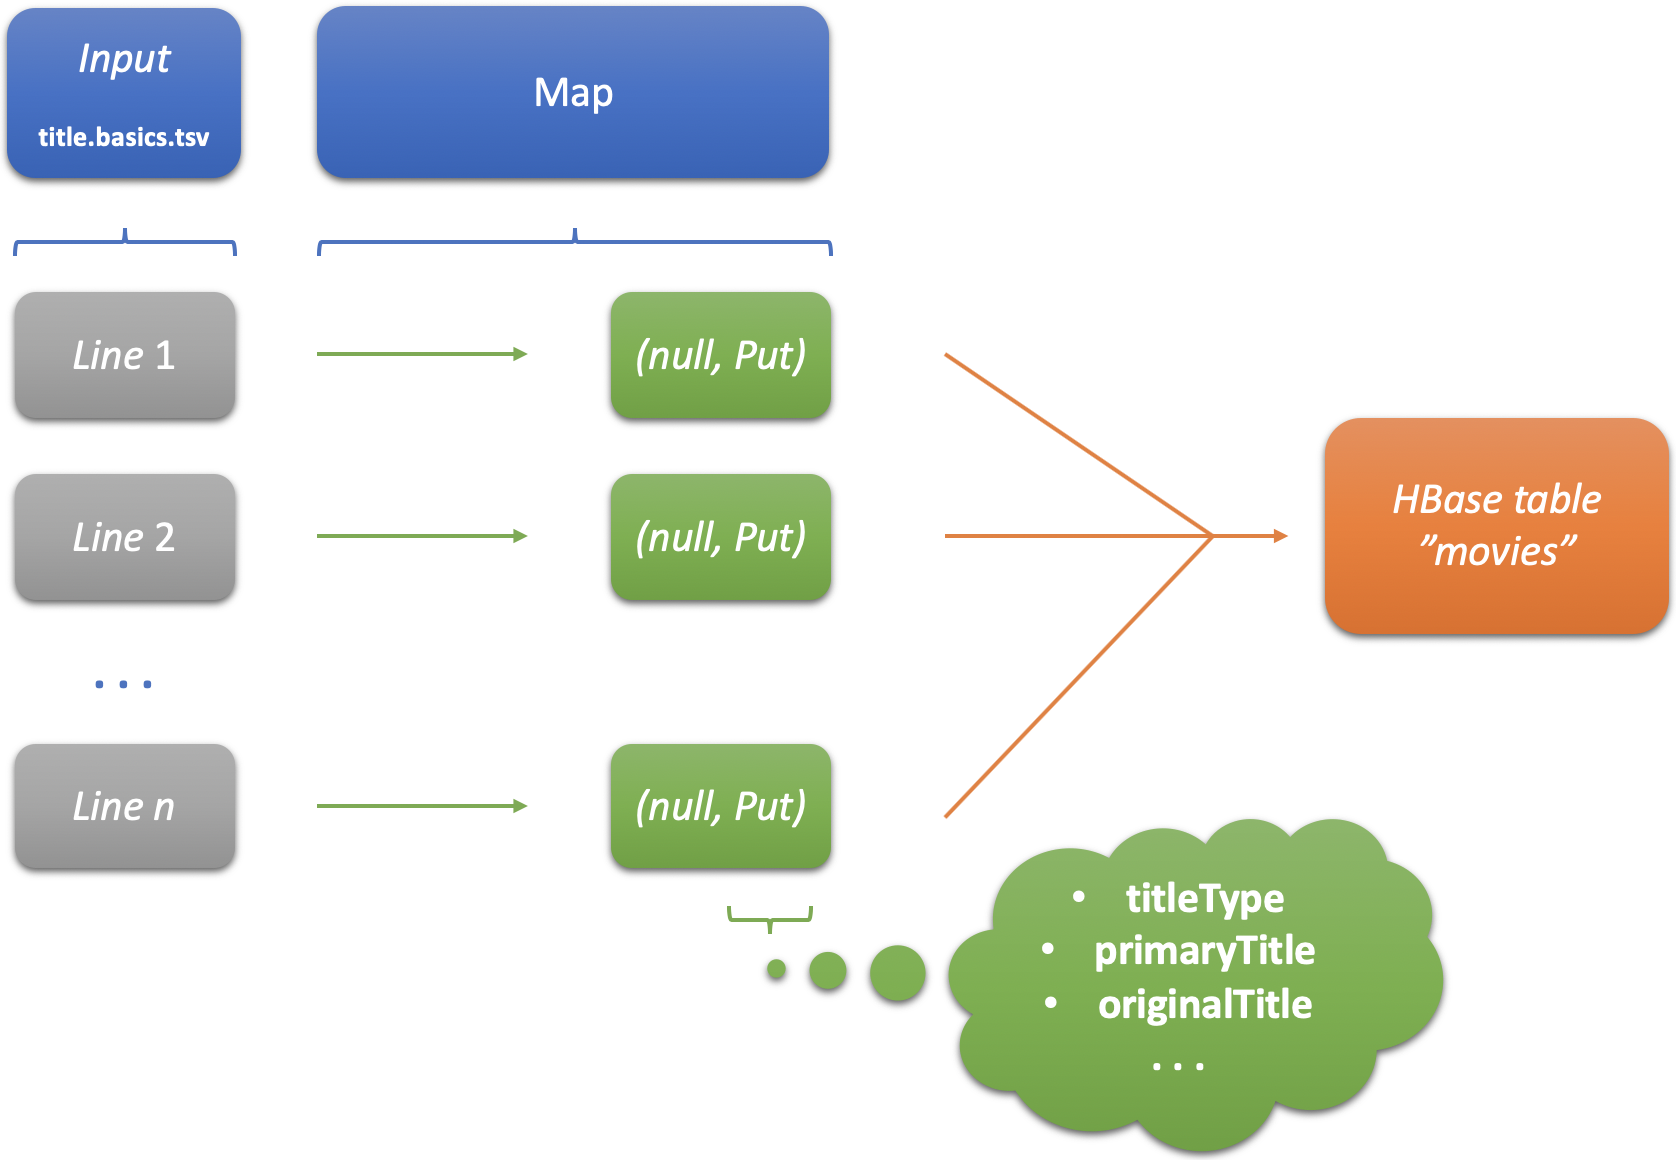 Input
title.basics.tsv
Map
Line 1
(null, Put)
Line 2
(null, Put)
HBase table
”movies”
. . .
Line n
(null, Put)
• titleType
• primaryTitle
• originalTitle
. . .